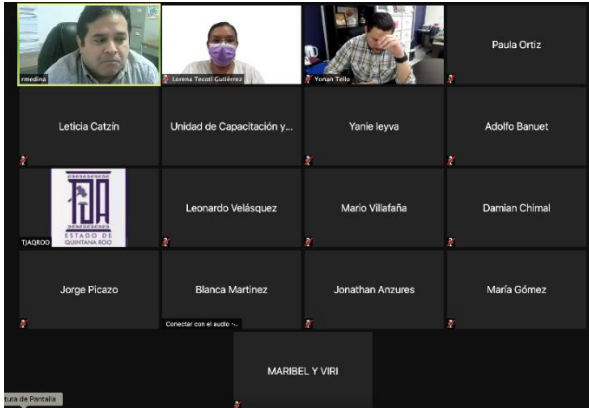 rmedina
Lorena Tecotl Gutiérrez
Yonan Tello
Paula Ortiz
Leticia Catzín
Unidad de Capacitación y...
Yanie leyva
Adolfo Banuet
TJA
ESTADO DE
QUINTANA ROO
TJAQROO
Leonardo Velásquez
Mario Villafaña
Damian Chimal
Jorge Picazo
Blanca Martinez
Conectar con el audio -..
Jonathan Anzures
María Gómez
MARIBEL Y VIRI
tura de Pantalla